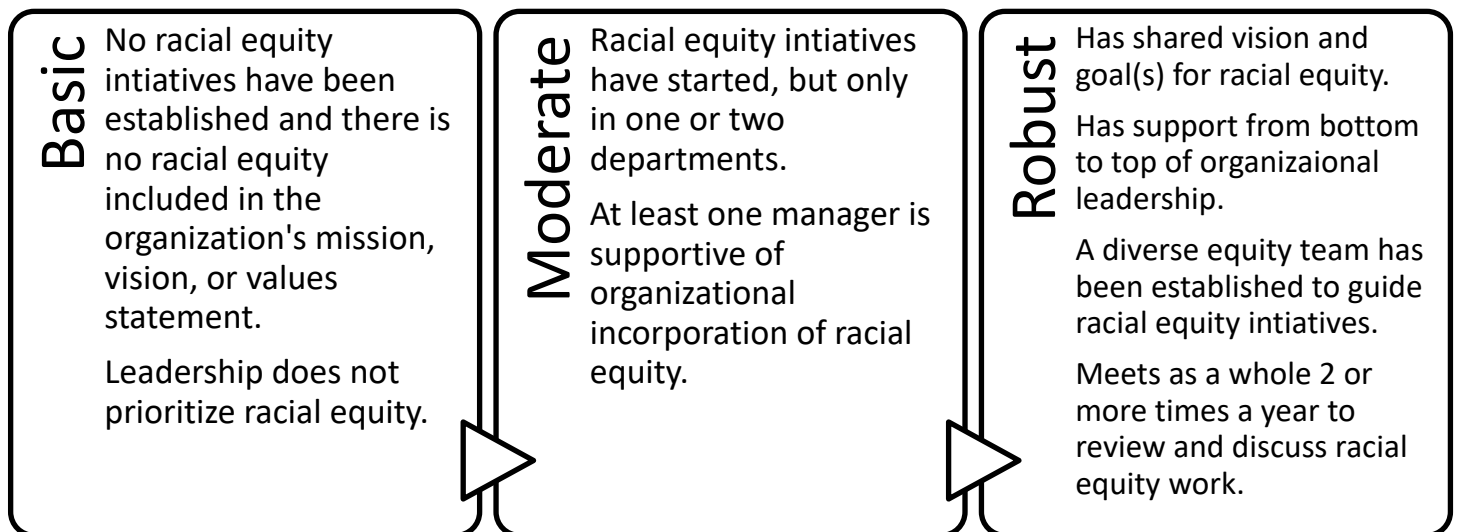 Basic
No racial equity
intiatives have been
established and there is
no racial equity
included in the
organization's mission,
vision, or values
statement.
Leadership does not
prioritize racial equity.
Moderate
Racial equity intiatives
have started, but only
in one or two
departments.
At least one manager is
supportive of
organizational
incorporation of racial
equity.
Robust
Has shared vision and
goal(s) for racial equity.
Has support from bottom
to top of organizaional
leadership.
A diverse equity team has
been established to guide
racial equity intiatives.
Meets as a whole 2 or
more times a year to
review and discuss racial
equity work.